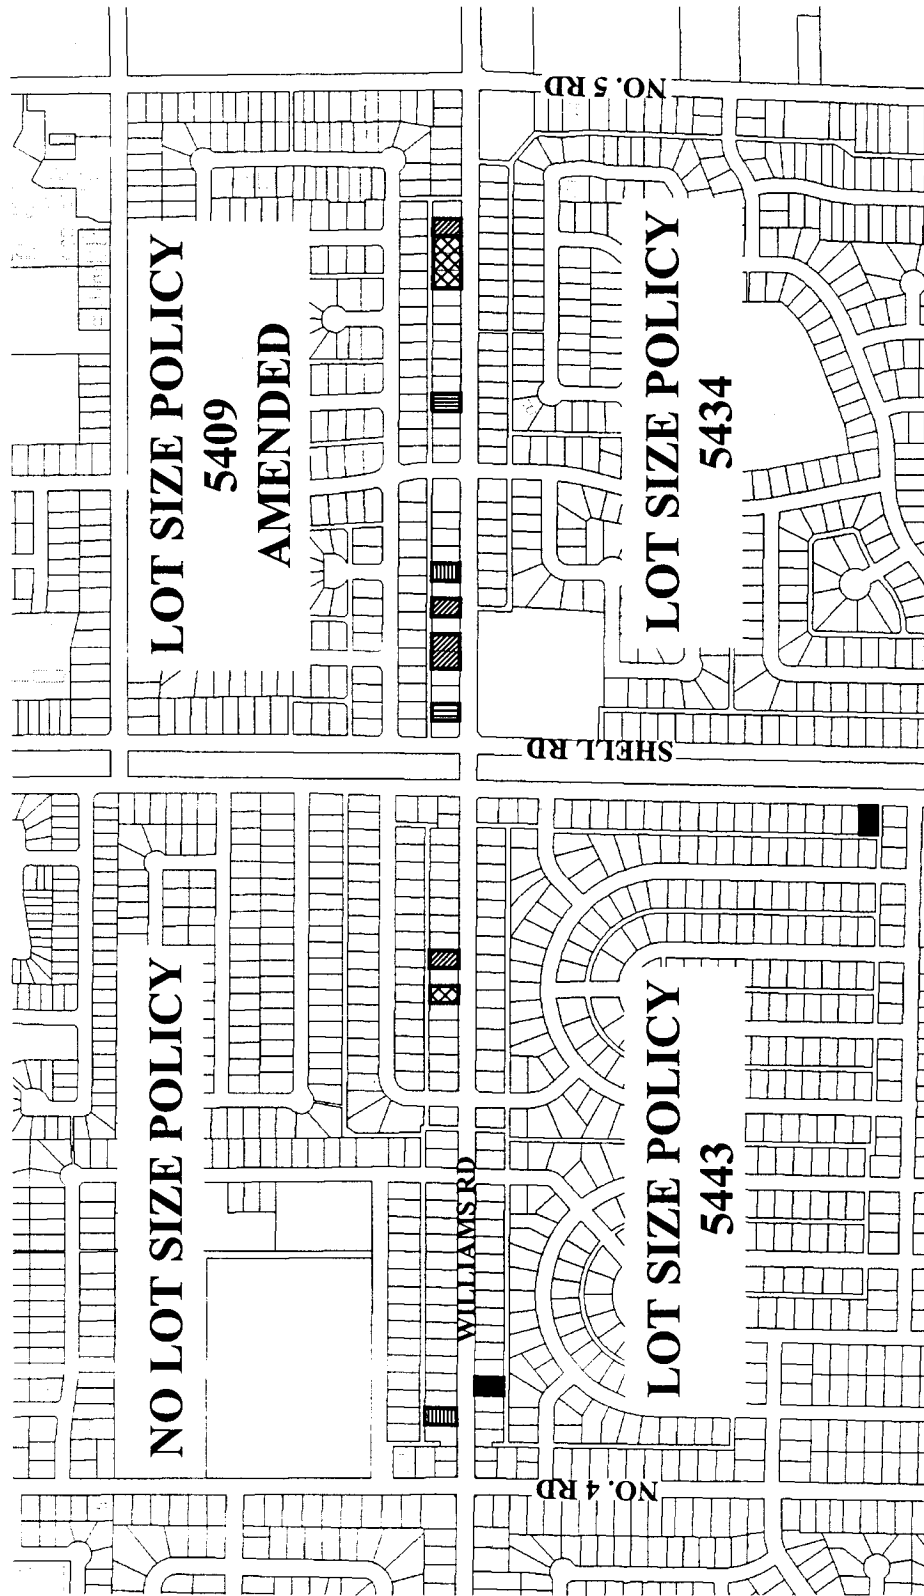 NO. 5 RD
LOT SIZE POLICY
5409
AMENDED
LOT SIZE POLICY
5434
SHELL RD
NO LOT SIZE POLICY
WILLIAMS RD
LOT SIZE POLICY
5443
NO. 4 RD